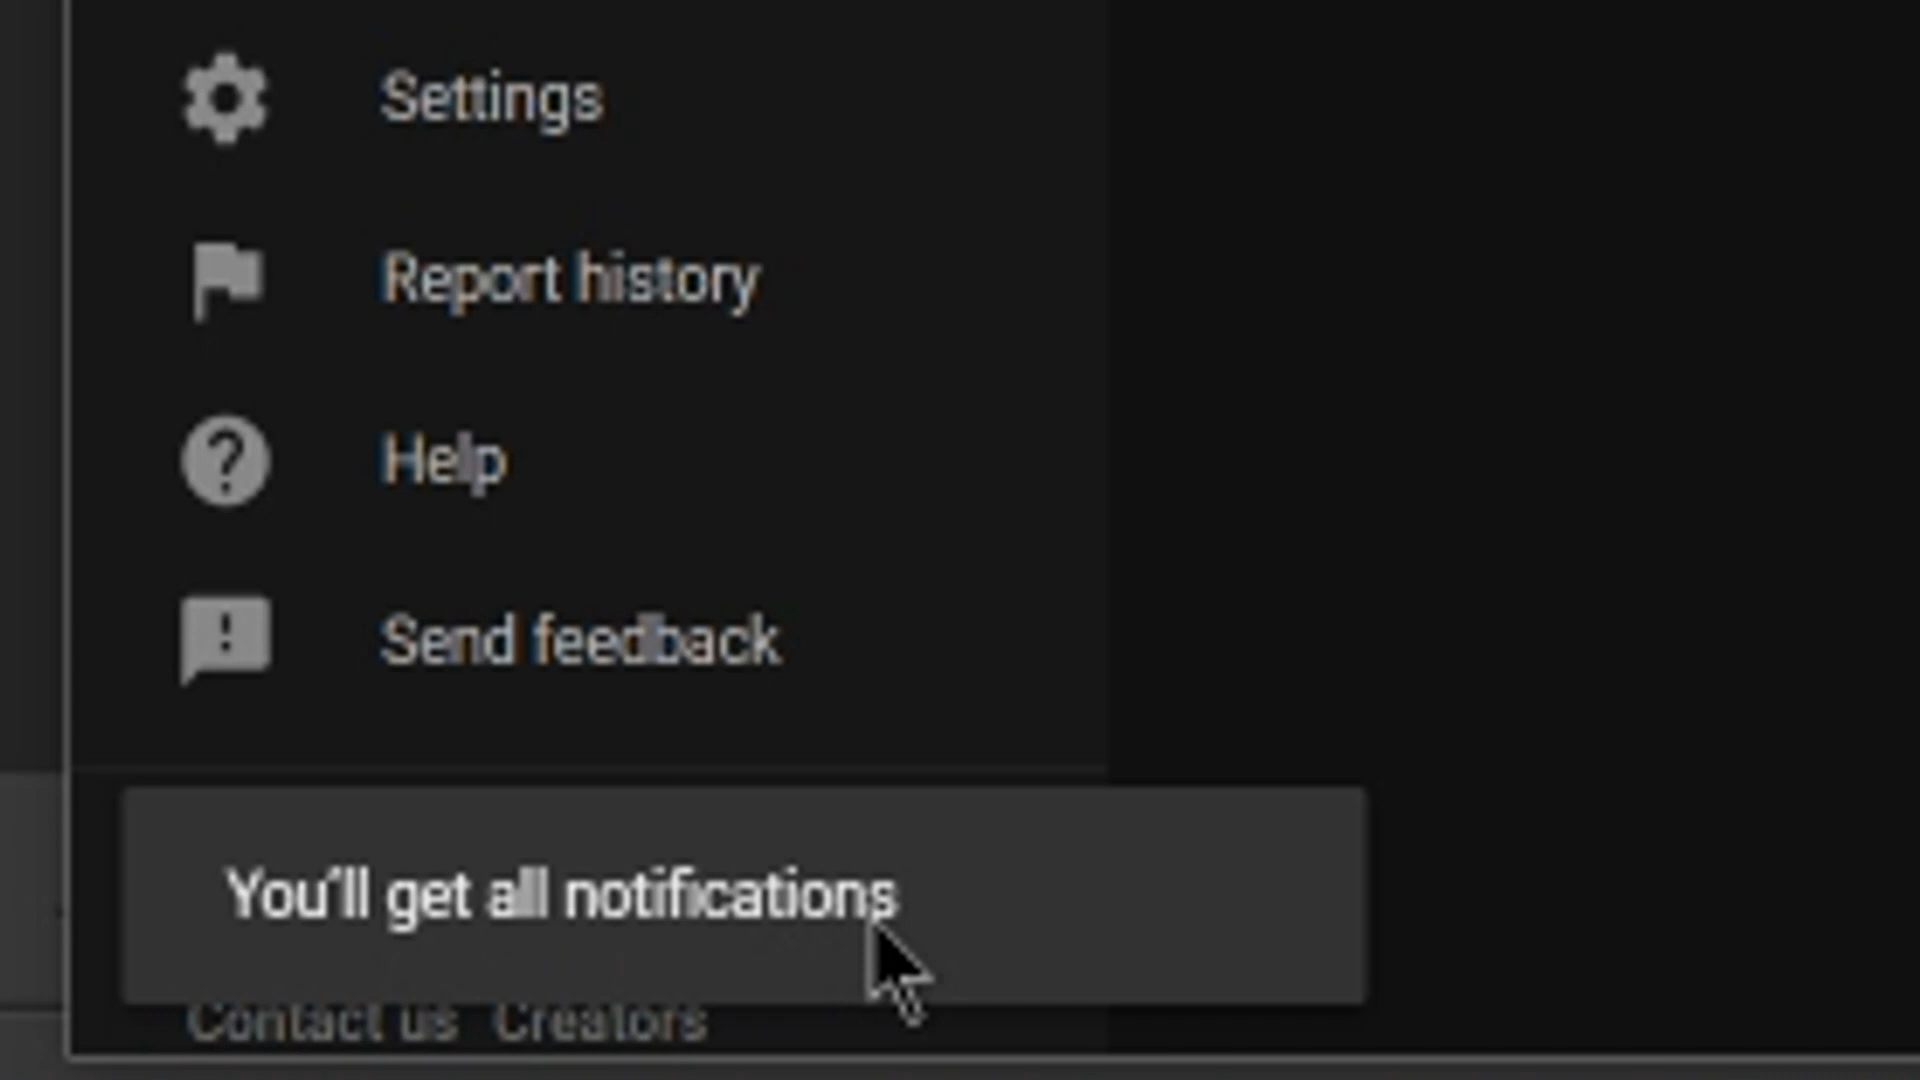 Settings
Report history
Help
Send feedback
You'll get all notifications
Contact us Creators